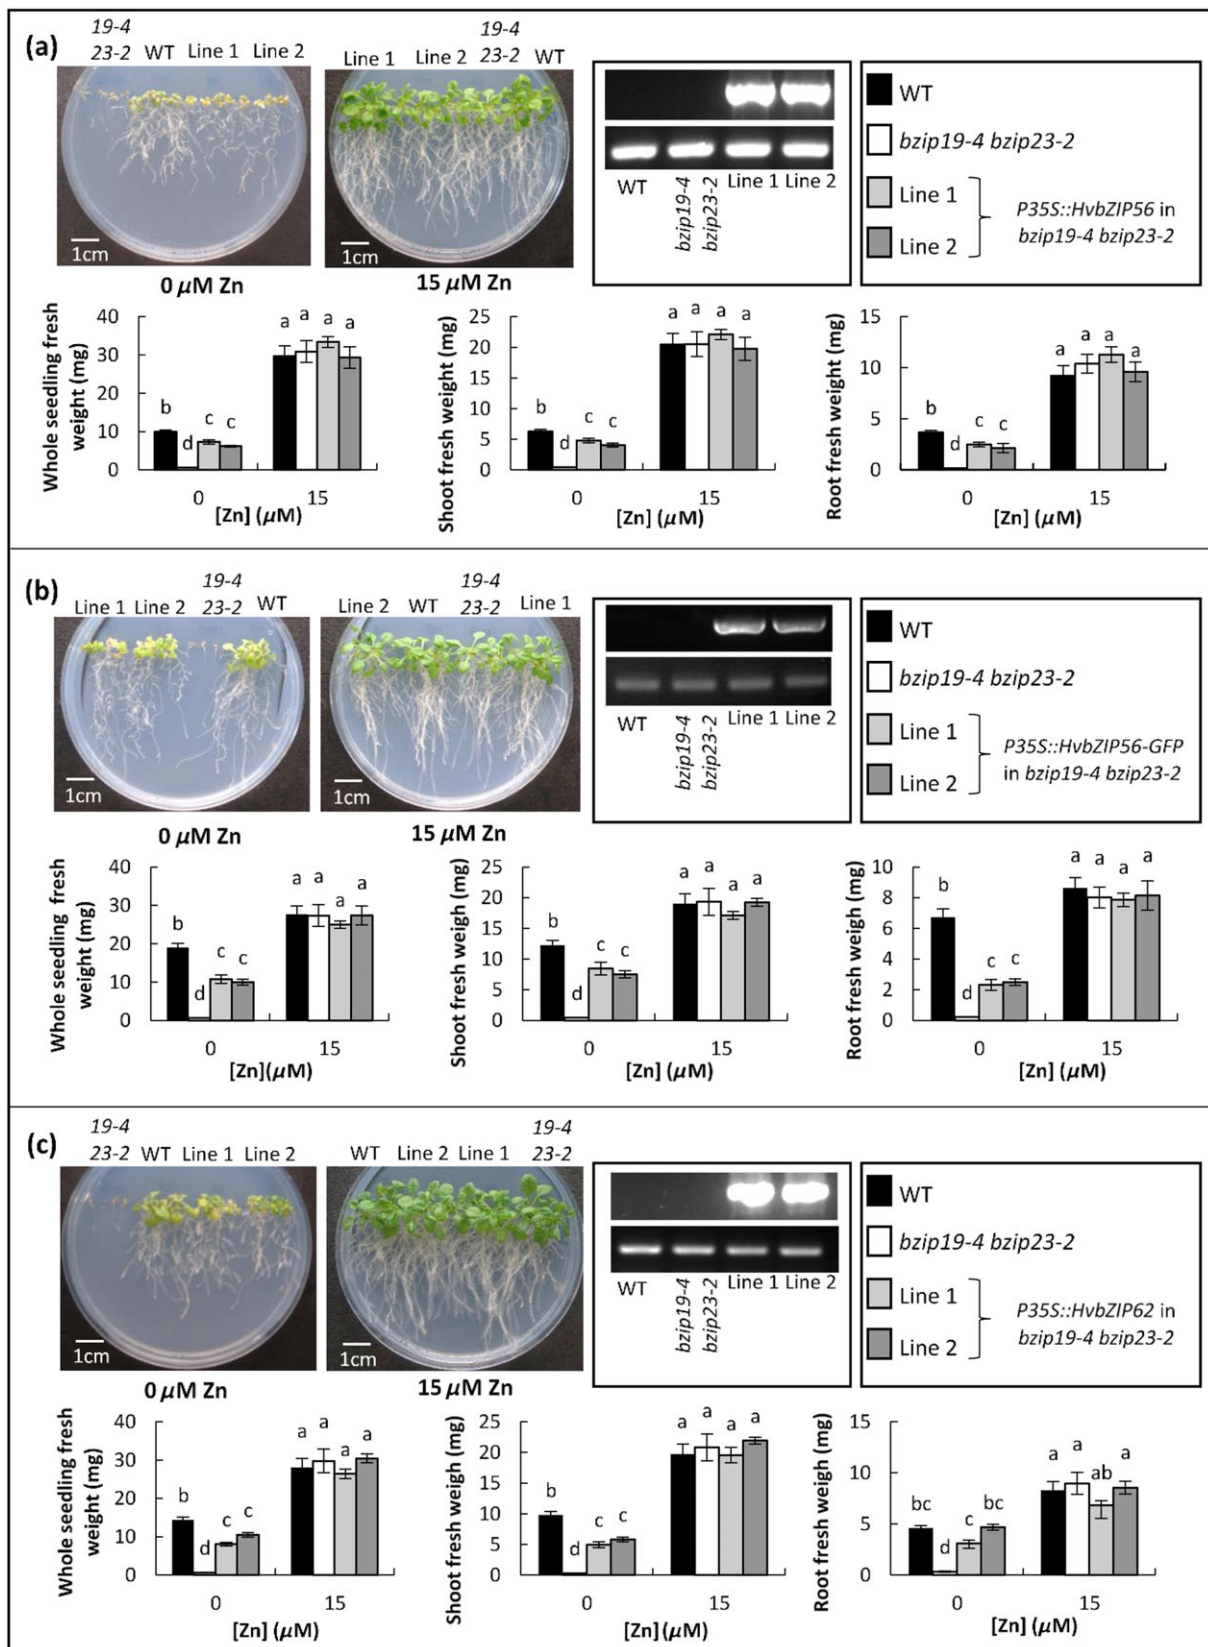 (a)
19-4
23-2 WT Line 1 Line 2
1cm
0 μM Zn
19-4
Line 1 Line 2 23-2 WT
1cm
15 μM Zn
WT bzip19-4 bzip23-2 Line 1 Line 2
WT
bzip19-4 bzip23-2
Line 1
Line 2
P35S::HvbZIP56 in
bzip19-4 bzip23-2
Whole seedling fresh
weight (mg)
40
30
20
10
0
b d c c a a a a
0 15
[Zn] (μM)
Shoot fresh weight (mg)
25
20
15
10
5
0
b d c c a a a a
0 15
[Zn] (μM)
Root fresh weight (mg)
15
10
5
0
b d c c a a a a
0 15
[Zn] (μM)
(b)
19-4
Line 1 Line 2 23-2 WT
1cm
0 μM Zn
19-4
Line 2 WT 23-2 Line 1
1cm
15 μM Zn
WT bzip19-4 bzip23-2 Line 1 Line 2
WT
bzip19-4 bzip23-2
Line 1
Line 2
P35S::HvbZIP56-GFP
in bzip19-4 bzip23-2
Whole seedling fresh
weight (mg)
40
30
20
10
0
b d c c a a a a
0 15
[Zn](μM)
Shoot fresh weigh (mg)
25
20
15
10
5
0
b d c c a a a a
0 15
[Zn] (μM)
Root fresh weigh (mg)
10
8
6
4
2
0
b d c c a a a a
0 15
[Zn] (μM)
(c)
19-4
23-2 WT Line 1 Line 2
1cm
0 μM Zn
19-4
WT Line 2 Line 1 23-2
1cm
15 μM Zn
WT bzip19-4 bzip23-2 Line 1 Line 2
WT
bzip19-4 bzip23-2
Line 1
Line 2
P35S::HvbZIP62 in
bzip19-4 bzip23-2
Whole seedling fresh
weight (mg)
40
30
20
10
0
b d c c a a a a
0 15
[Zn] (μM)
Shoot fresh weigh (mg)
25
20
15
10
5
0
b d c c a a a a
0 15
[Zn] (μM)
Root fresh weigh (mg)
15
10
5
0
bc d c bc a a ab a
0 15
[Zn] (μM)